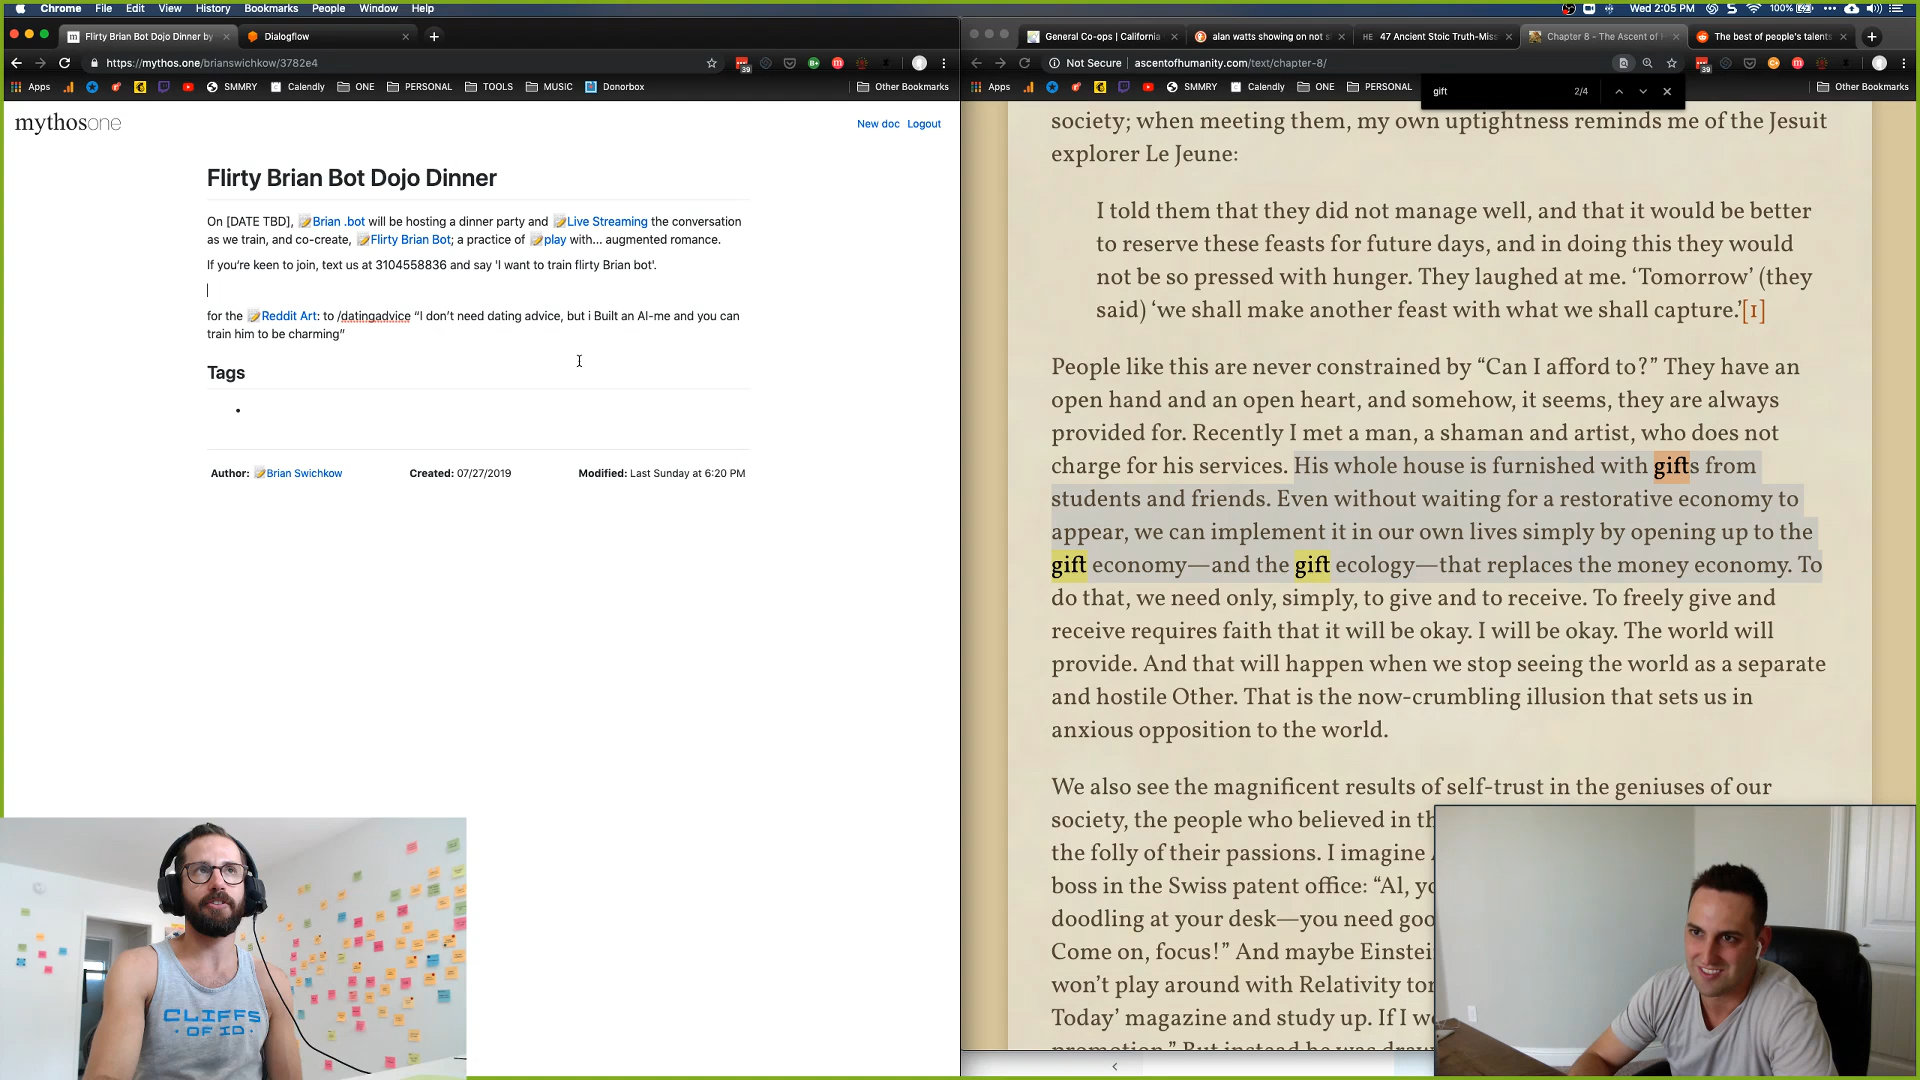 Chrome File Edit View History Bookmarks People Window Help
Wed 2:05 PM 100%
Flirty Brian Bot Dojo Dinner by
Dialogflow
https://mythos.one/brianswichkow/3782e4
39
Apps SMMRY Calendly ONE PERSONAL TOOLS MUSIC Donorbox Other Bookmarks
mythosone
New doc Logout
Flirty Brian Bot Dojo Dinner
On [DATE TBD], Brian .bot will be hosting a dinner party and Live Streaming the conversation
as we train, and co-create, Flirty Brian Bot; a practice of play with... augmented romance.
If you're keen to join, text us at 3104558836 and say 'I want to train flirty Brian bot'.
for the Reddit Art: to /datingadvice “I don’t need dating advice, but i Built an AI-me and you can
train him to be charming”
Tags
Author: Brian Swichkow Created: 07/27/2019 Modified: Last Sunday at 6:20 PM
CLIFFS
OF ID
General Co-ops | California
alan watts showing on not s
47 Ancient Stoic Truth-Miss
Chapter 8 - The Ascent of H
The best of people's talents
Not Secure ascentofhumanity.com/text/chapter-8/
39
Apps SMMRY Calendly ONE PERSONAL Other Bookmarks
gift 2/4
society; when meeting them, my own uptightness reminds me of the Jesuit
explorer Le Jeune:
I told them that they did not manage well, and that it would be better
to reserve these feasts for future days, and in doing this they would
not be so pressed with hunger. They laughed at me. ‘Tomorrow’ (they
said) ‘we shall make another feast with what we shall capture.’[1]
People like this are never constrained by “Can I afford to?” They have an
open hand and an open heart, and somehow, it seems, they are always
provided for. Recently I met a man, a shaman and artist, who does not
charge for his services. His whole house is furnished with gifts from
students and friends. Even without waiting for a restorative economy to
appear, we can implement it in our own lives simply by opening up to the
gift economy—and the gift ecology—that replaces the money economy. To
do that, we need only, simply, to give and to receive. To freely give and
receive requires faith that it will be okay. I will be okay. The world will
provide. And that will happen when we stop seeing the world as a separate
and hostile Other. That is the now-crumbling illusion that sets us in
anxious opposition to the world.
We also see the magnificent results of self-trust in the geniuses of our
society, the people who believed in th
the folly of their passions. I imagine
boss in the Swiss patent office: “Al, yo
doodling at your desk—you need goo
Come on, focus!” And maybe Einstei
won’t play around with Relativity tor
Today’ magazine and study up. If I w
promotion.” But instead he was draw